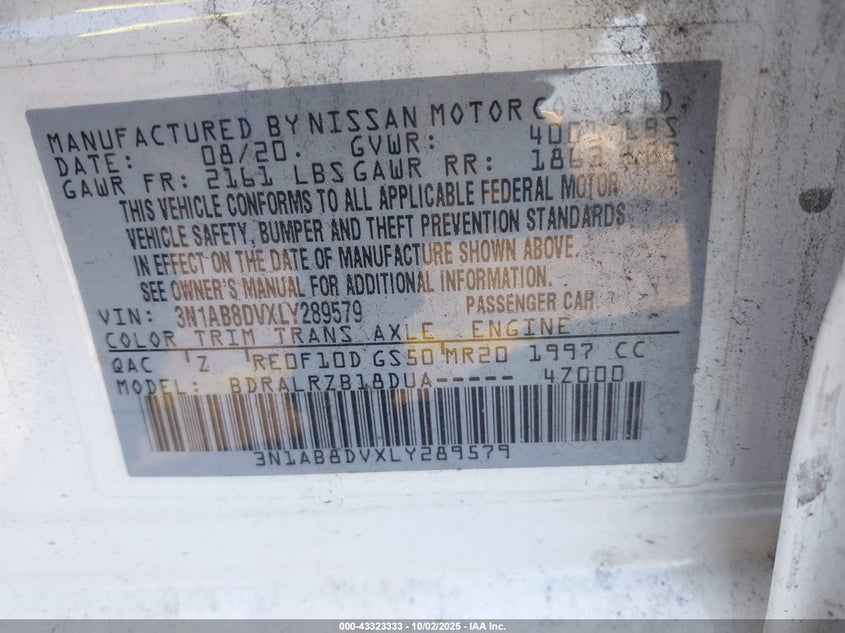 MANUFACTURED BY NISSAN MOTOR
DATE: 08/20. GVWR: LBS
GAWR FR: 2161 LBS GAWR RR:
THIS VEHICLE CONFORMS TO ALL APPLICABLE FEDERAL MOTOR
VEHICLE SAFETY, BUMPER AND THEFT PREVENTION STANDARDS
IN EFFECT ON THE DATE OF MANUFACTURE SHOWN ABOVE.
SEE OWNER'S MANUAL FOR ADDITIONAL INFORMATION.
VIN: 3N1AB8DVXLY289579 PASSENGER CAR
COLOR TRIM TRANS AXLE ENGINE
QAC Z RE0F10D GS50 MR20 1997 CC
MODEL: BDRALRZB18DUA----- 4Z000
3N1AB8DVXLY289579
000-43323333 - 10/02/2025 - IAA Inc.